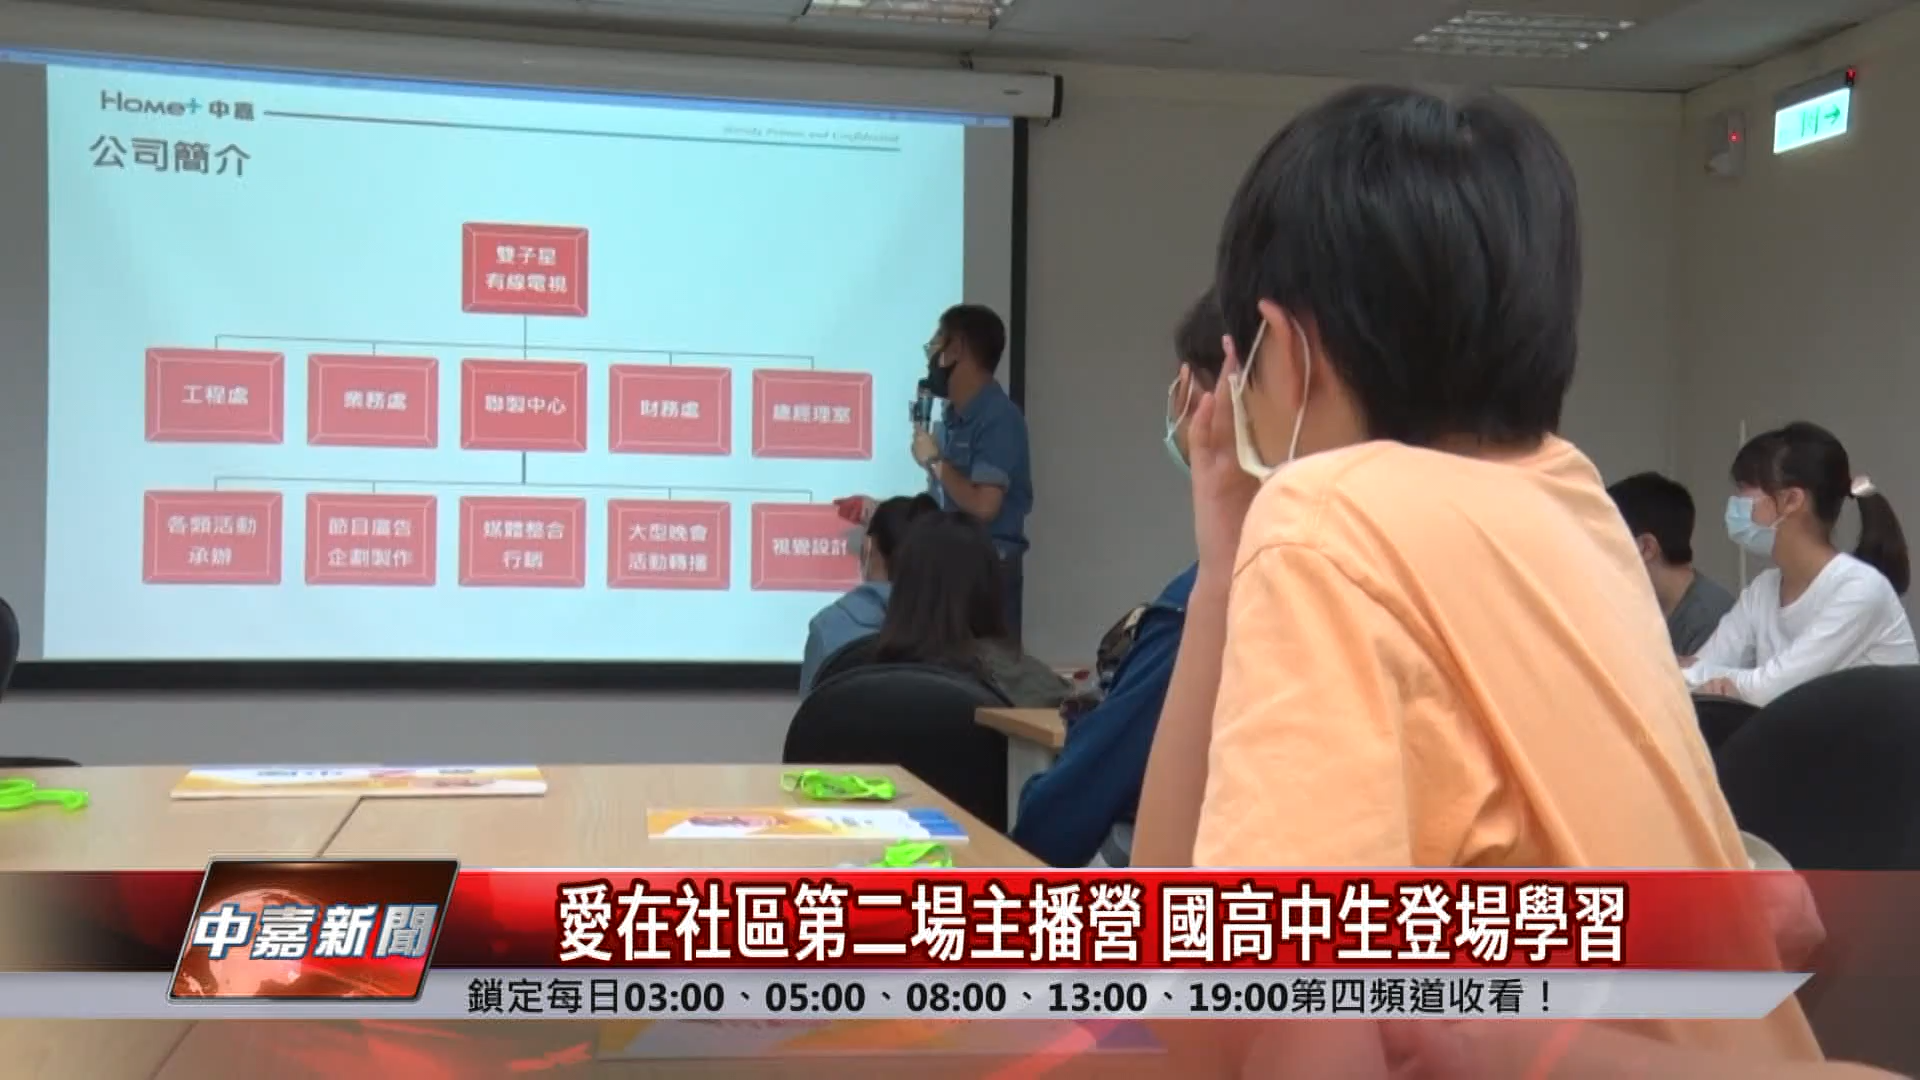 Home+ 中嘉
公司簡介
雙子星
有線電視
工程處
業務處
聯製中心
財務處
總經理室
各類活動
承辦
節目廣告
企劃製作
媒體整合
行銷
大型晚會
活動轉播
視覺設計
中嘉新聞
愛在社區第二場主播營 國高中生登場學習
鎖定每日03:00、05:00、08:00、13:00、19:00第四頻道收看！